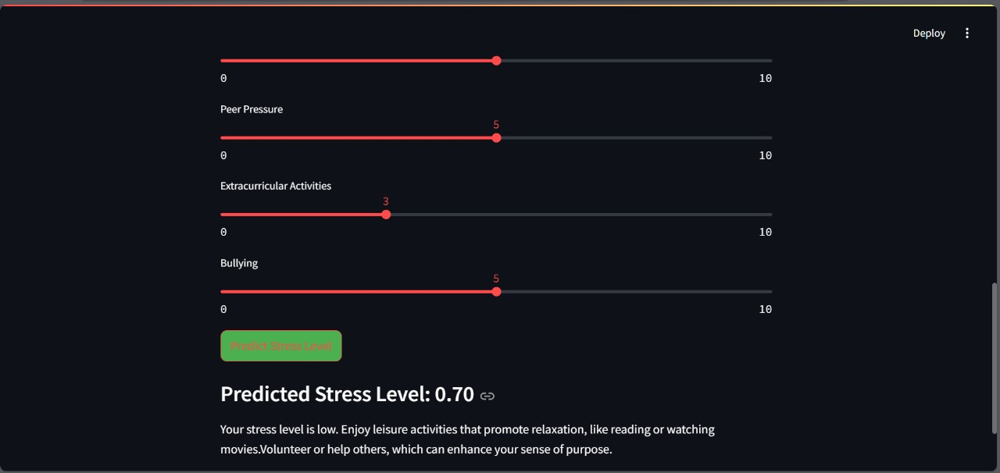 Deploy
0 10
Peer Pressure
5
0 10
Extracurricular Activities
3
0 10
Bullying
5
0 10
Predict Stress Level
Predicted Stress Level: 0.70
Your stress level is low. Enjoy leisure activities that promote relaxation, like reading or watching
movies.Volunteer or help others, which can enhance your sense of purpose.